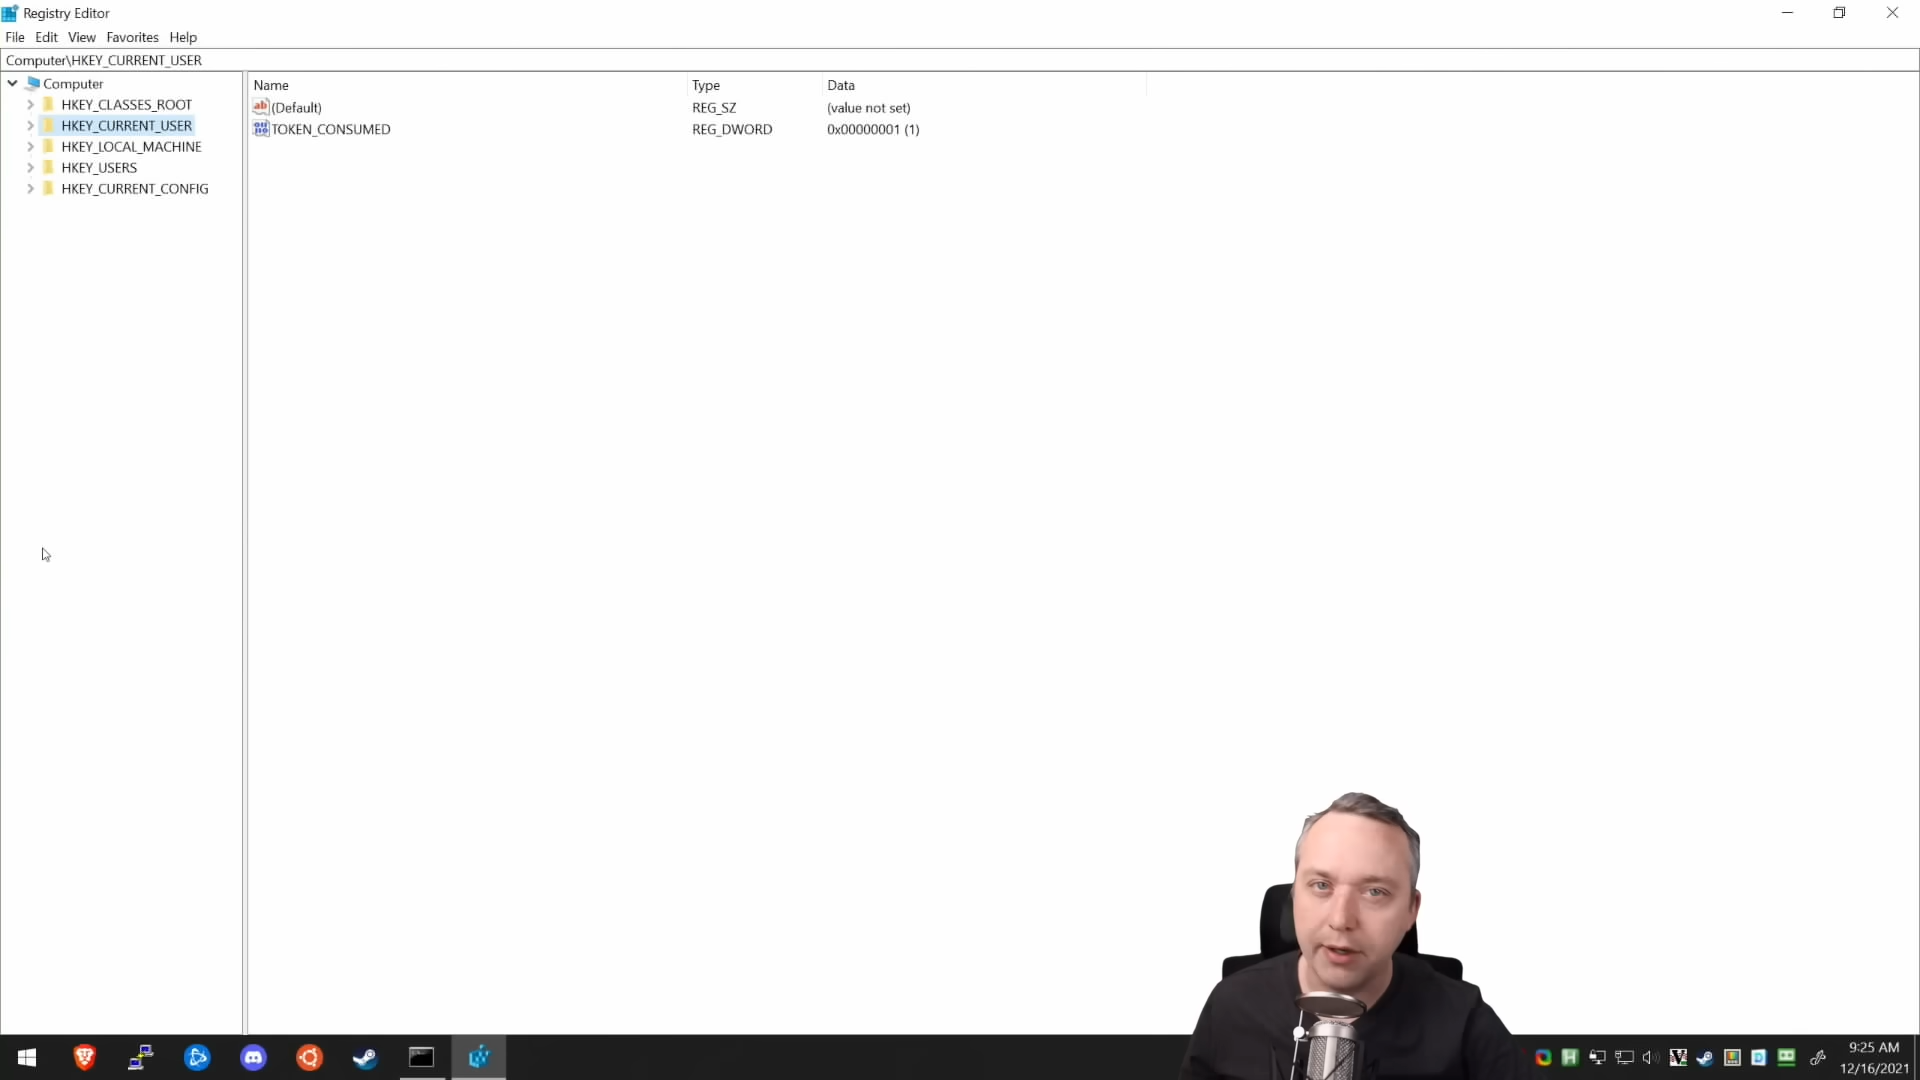 Registry Editor
File Edit View Favorites Help
Computer\HKEY_CURRENT_USER
Computer
HKEY_CLASSES_ROOT
HKEY_CURRENT_USER
HKEY_LOCAL_MACHINE
HKEY_USERS
HKEY_CURRENT_CONFIG
Name Type Data
(Default) REG_SZ (value not set)
TOKEN_CONSUMED REG_DWORD 0x00000001 (1)
9:25 AM
12/16/2021